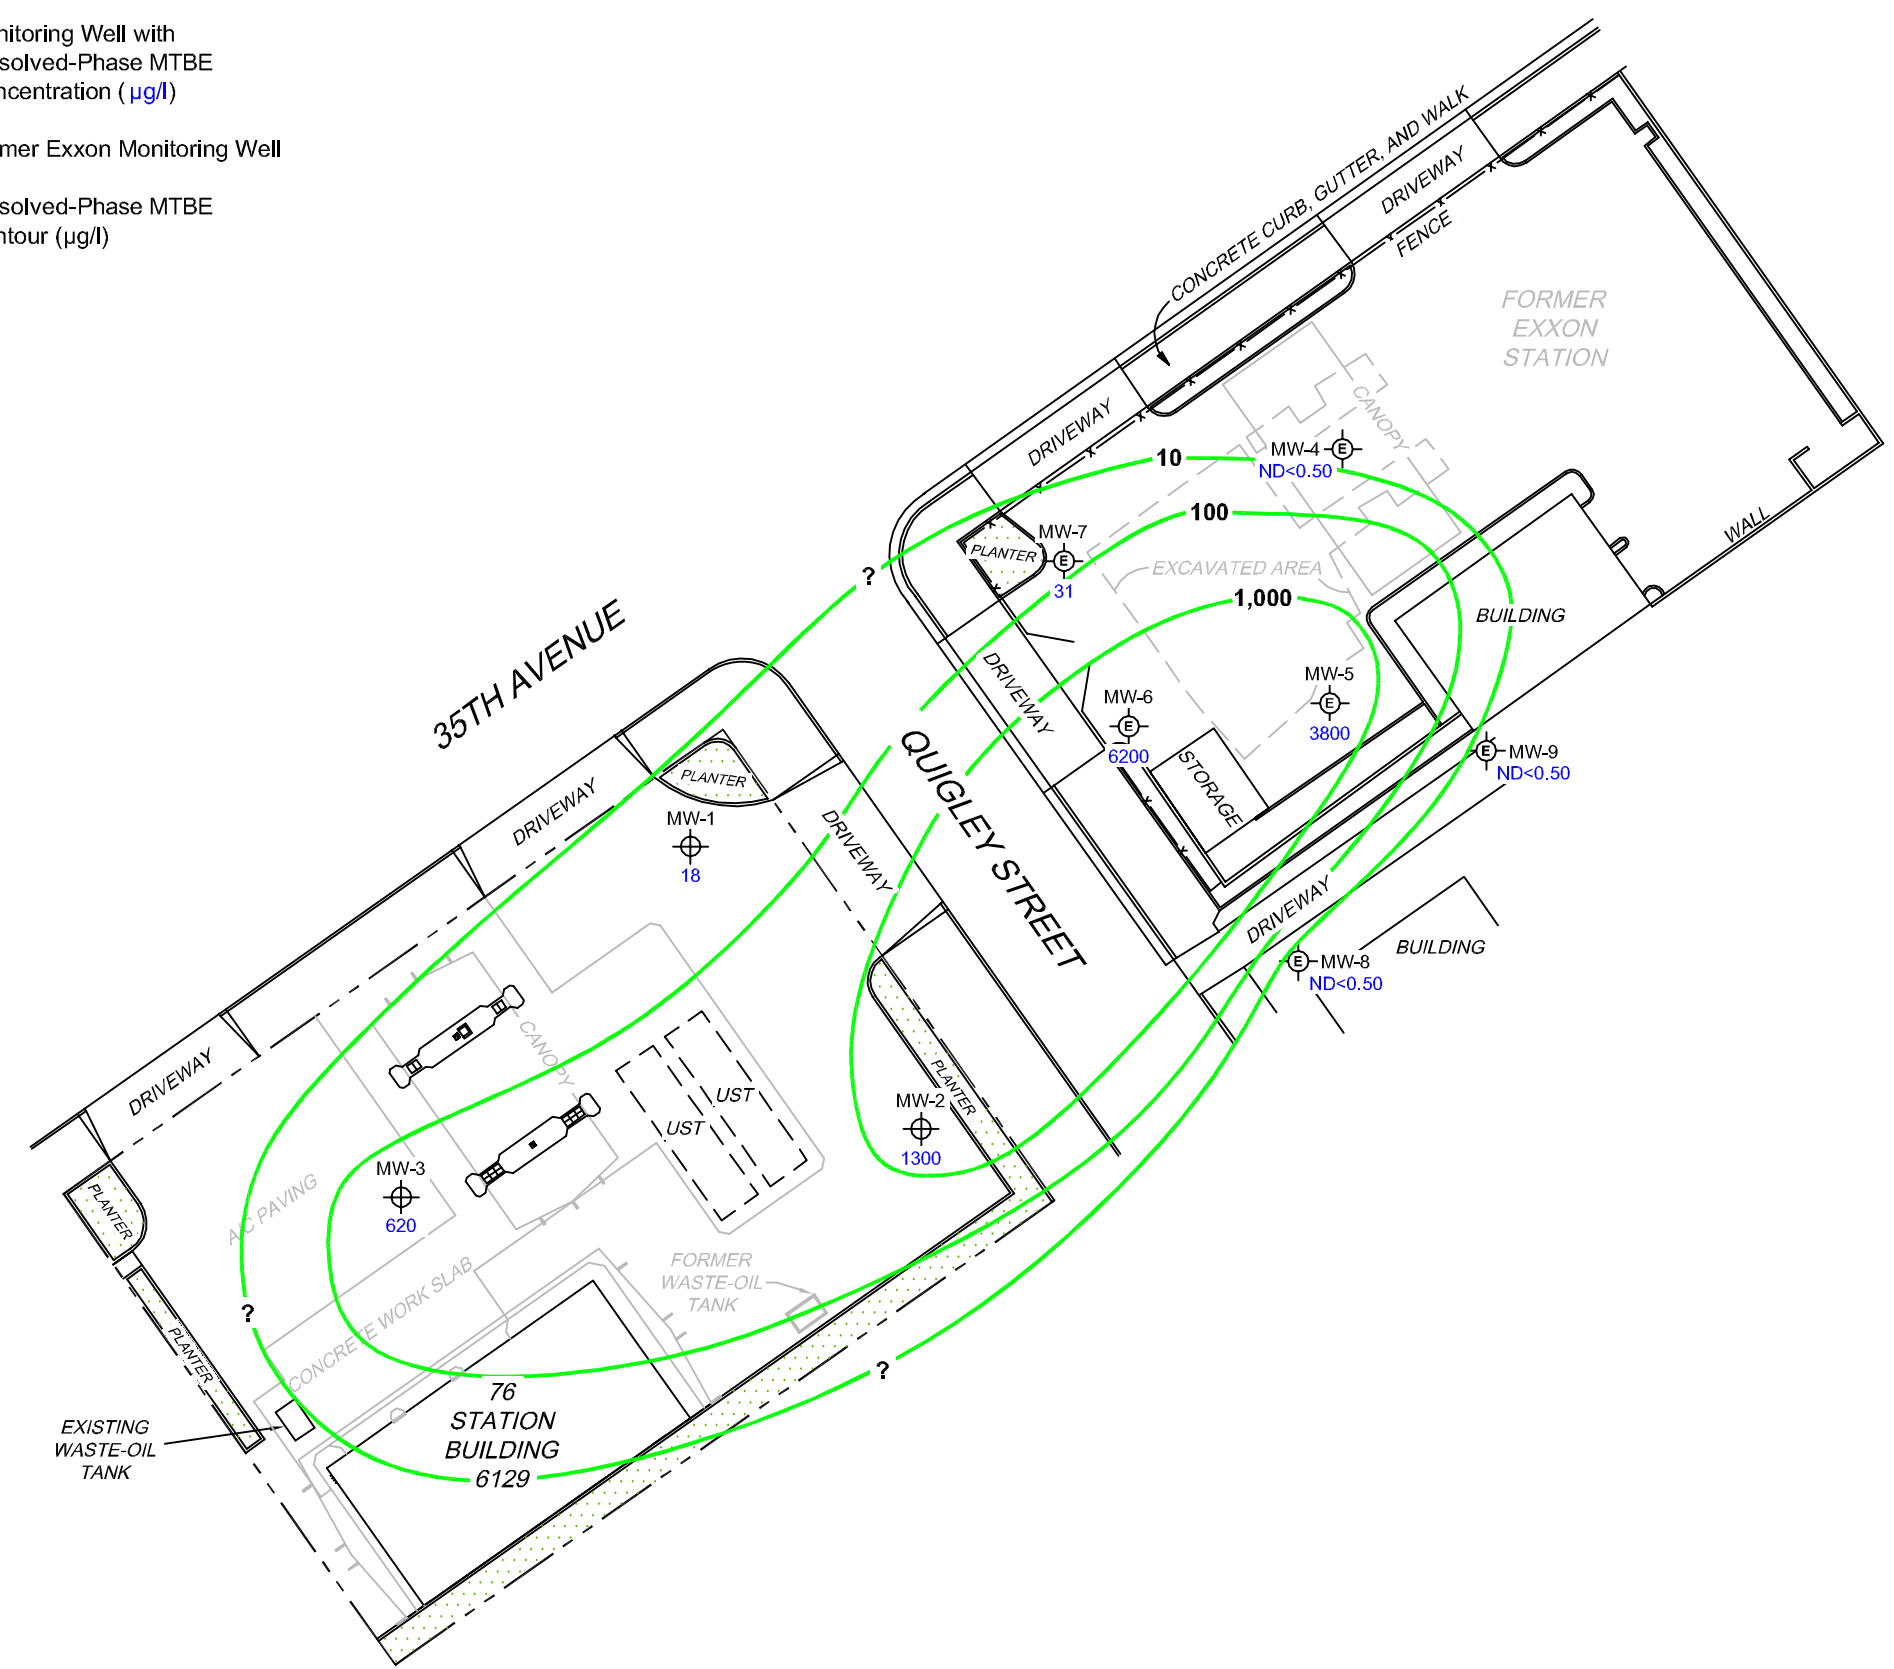 nitoring Well with
solved-Phase MTBE
ncentration (µg/l)
mer Exxon Monitoring Well
solved-Phase MTBE
ntour (µg/l)
CONCRETE CURB, GUTTER, AND WALK
DRIVEWAY
FENCE
FORMER
EXXON
STATION
DRIVEWAY
CANOPY
10
MW-4
E
ND<0.50
100
MW-7
E
31
PLANTER
EXCAVATED AREA
1,000
WALL
BUILDING
?
35TH AVENUE
DRIVEWAY
MW-5
E
3800
MW-6
E
6200
STORAGE
MW-9
E
ND<0.50
QUIGLEY STREET
PLANTER
DRIVEWAY
MW-1
18
DRIVEWAY
DRIVEWAY
BUILDING
MW-8
E
ND<0.50
DRIVEWAY
CANOPY
UST
UST
PLANTER
MW-2
1300
MW-3
620
A/C PAVING
PLANTER
CONCRETE WORK SLAB
FORMER
WASTE-OIL
TANK
?
PLANTER
?
76
STATION
BUILDING
6129
EXISTING
WASTE-OIL
TANK